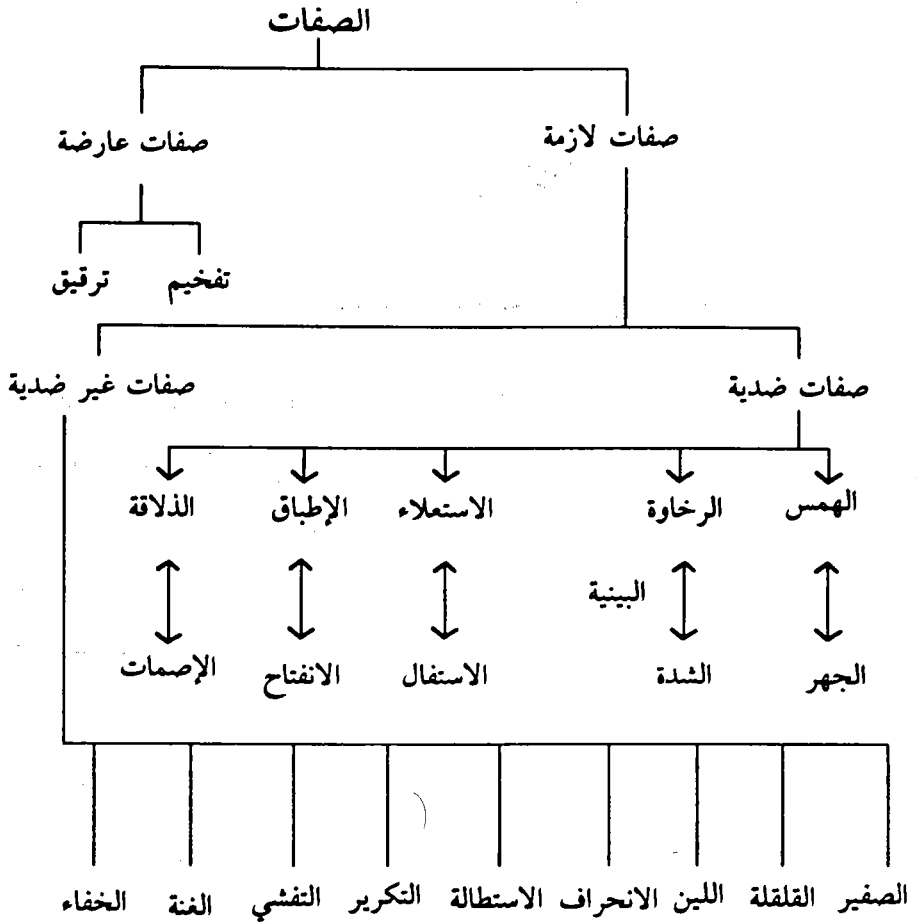 الصفات
صفات لازمة
صفات عارضة
تفخيم ترقيق
صفات ضدية
صفات غير ضدية
الهمس الرخاوة الاستعلاء الإطباق الذلاقة
البينية
الجهر الشدة الاستفال الانفتاح الإصمات
الصفير القلقلة اللين الانحراف الاستطالة التكرير التفشي الغنة الخفاء